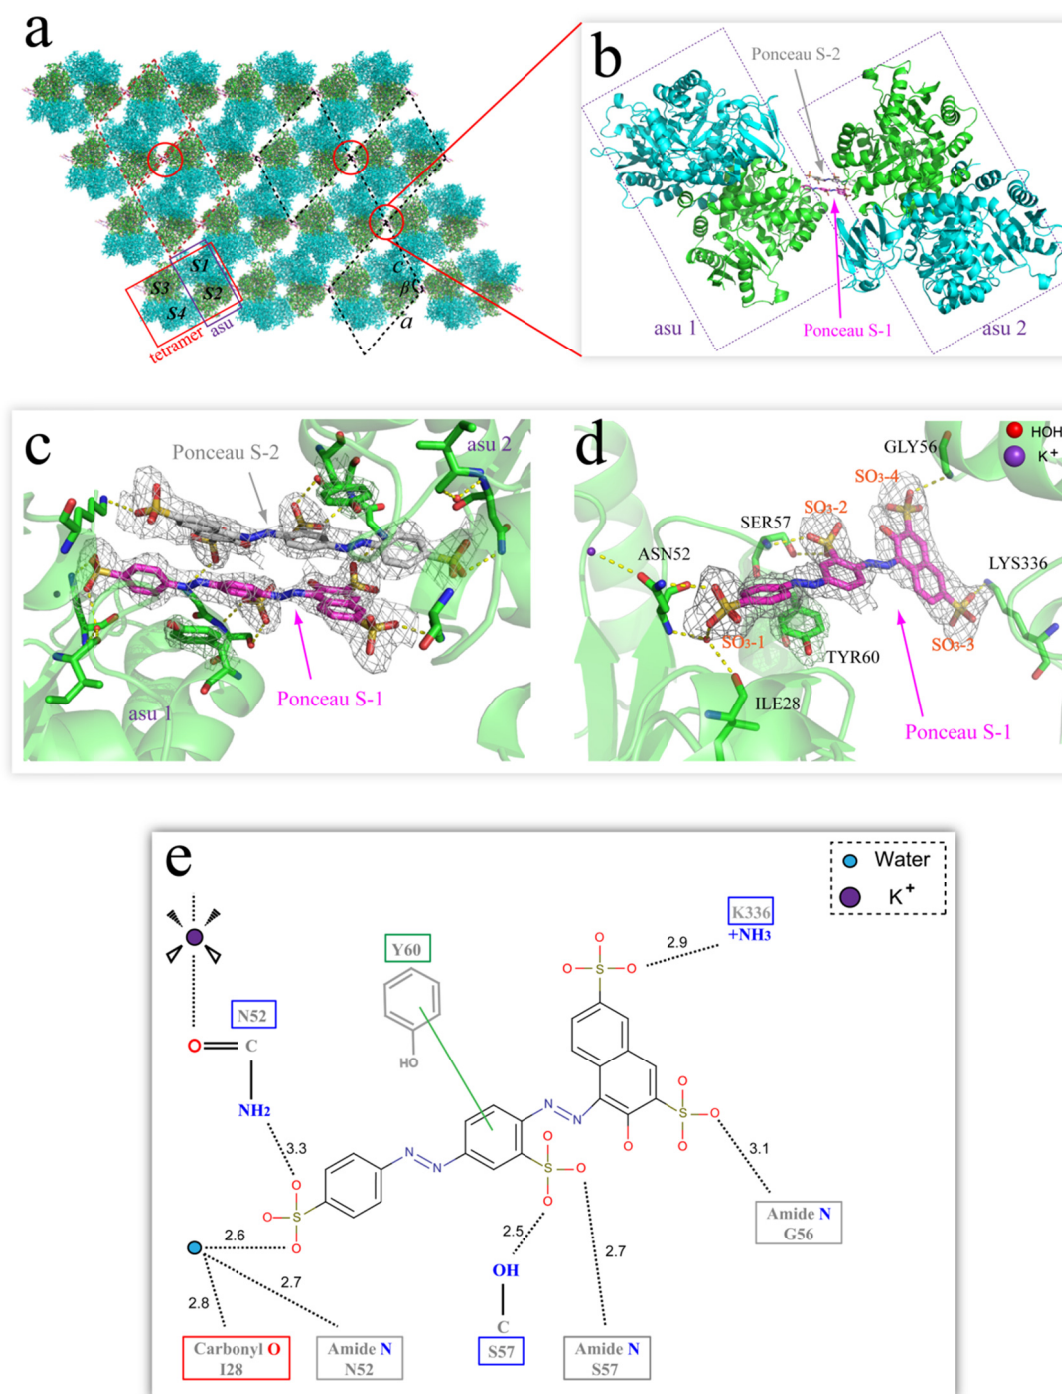 a
S1
S3
S2
S4
tetramer
asu
c
β
a
b
Ponceau S-2
asu 1
Ponceau S-1
asu 2
c
Ponceau S-2
asu 2
asu 1
Ponceau S-1
d
HOH
K+
GLY56
SO3-4
SO3-2
SER57
ASN52
LYS336
SO3-1
SO3-3
TYR60
ILE28
Ponceau S-1
e
Water
K+
K336
+NH3
2.9
O
O S O
O
Y60
HO
N52
O C
NH2
3.3
N N
N N
O
O S O
O
O
O S O
O
O
S O
O
3.1
Amide N
G56
O
O S
O
2.6
2.7
2.8
2.5
2.7
OH
C
S57
Carbonyl O
I28
Amide N
N52
Amide N
S57